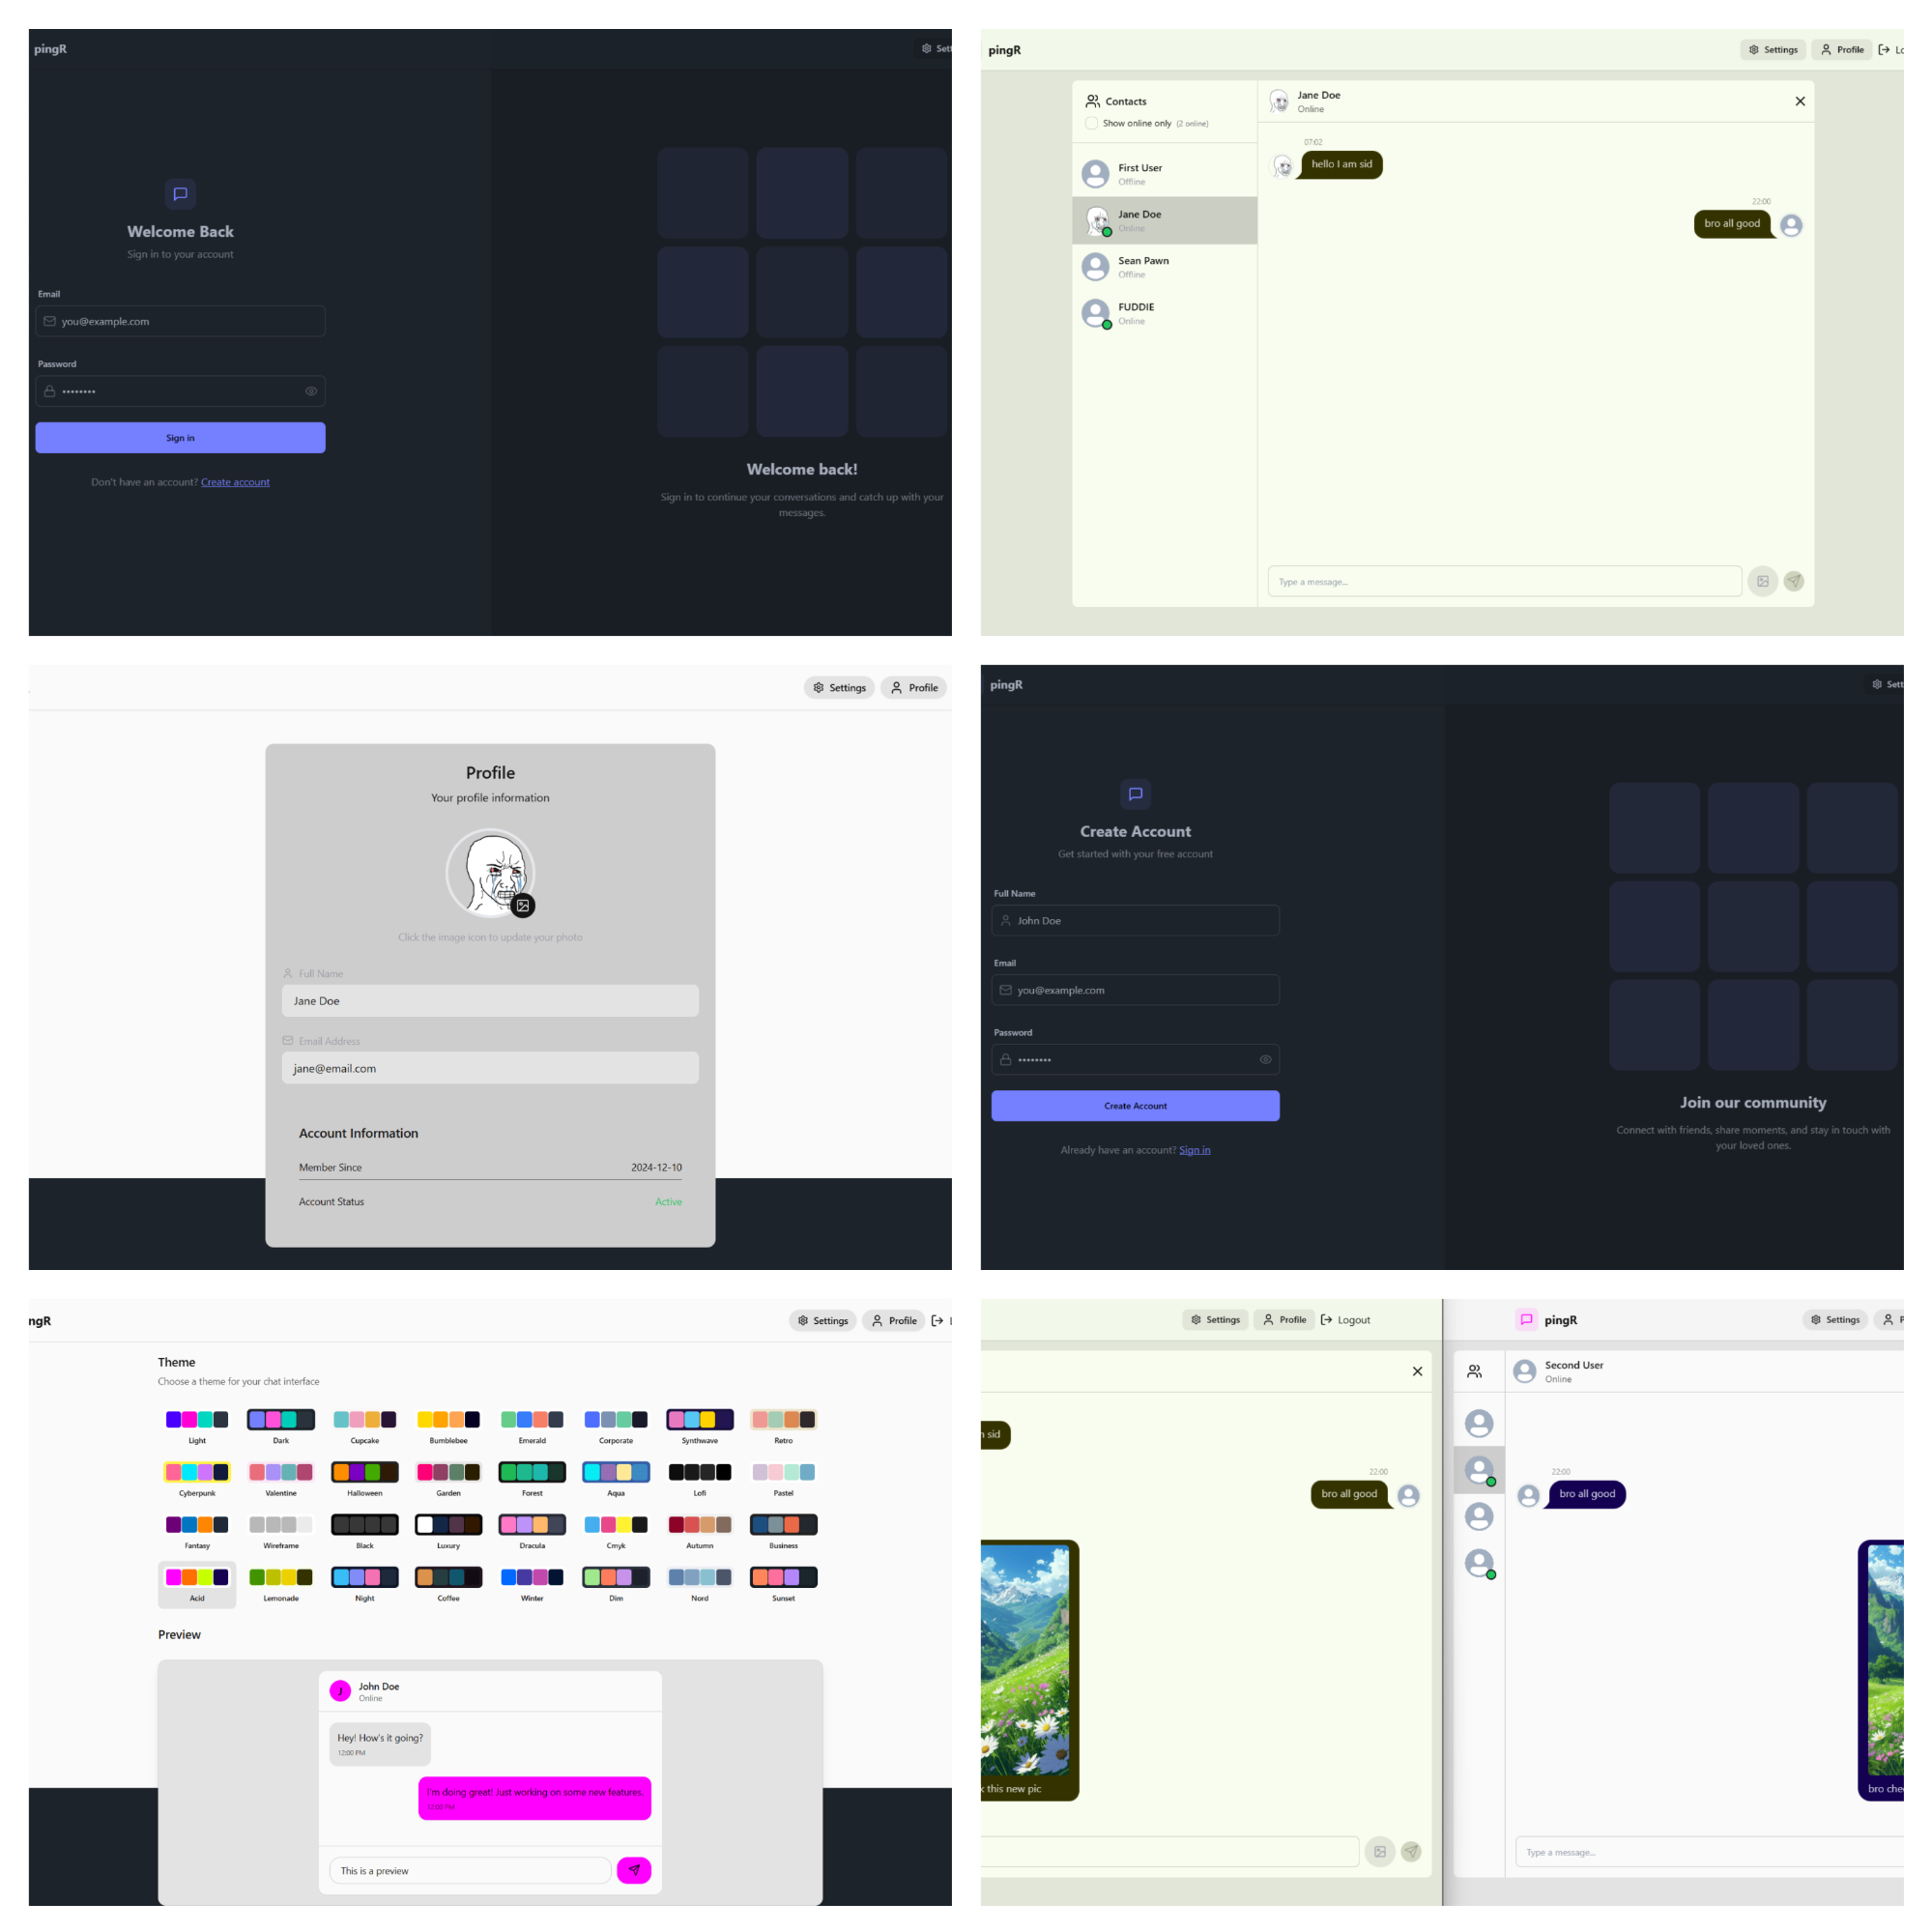 pingR
Welcome Back
Sign in to your account
Email
you@example.com
Password
Sign in
Don't have an account? Create account
Welcome back!
Sign in to continue your conversations and catch up with your
messages.
pingR
Settings
Profile
Contacts
Show online only (2 online)
First User
Offline
Jane Doe
Online
Sean Pawn
Offline
FUDDIE
Online
Jane Doe
Online
07:02
hello I am sid
22:00
bro all good
Type a message...
Settings
Profile
Profile
Your profile information
Click the image icon to update your photo
Full Name
Jane Doe
Email Address
jane@email.com
Account Information
Member Since 2024-12-10
Account Status Active
pingR
Create Account
Get started with your free account
Full Name
John Doe
Email
you@example.com
Password
Create Account
Already have an account? Sign in
Join our community
Connect with friends, share moments, and stay in touch with
your loved ones.
ngR
Settings
Profile
Theme
Choose a theme for your chat interface
Light Dark Cupcake Bumblebee Emerald Corporate Synthwave Retro
Cyberpunk Valentine Halloween Garden Forest Aqua Lofi Pastel
Fantasy Wireframe Black Luxury Dracula Cmyk Autumn Business
Acid Lemonade Night Coffee Winter Dim Nord Sunset
Preview
John Doe
Online
Hey! How's it going?
12:00 PM
I'm doing great! Just working on some new features.
12:00 PM
This is a preview
Settings
Profile
Logout
sid
22:00
bro all good
this new pic
pingR
Settings
Second User
Online
22:00
bro all good
bro
Type a message...